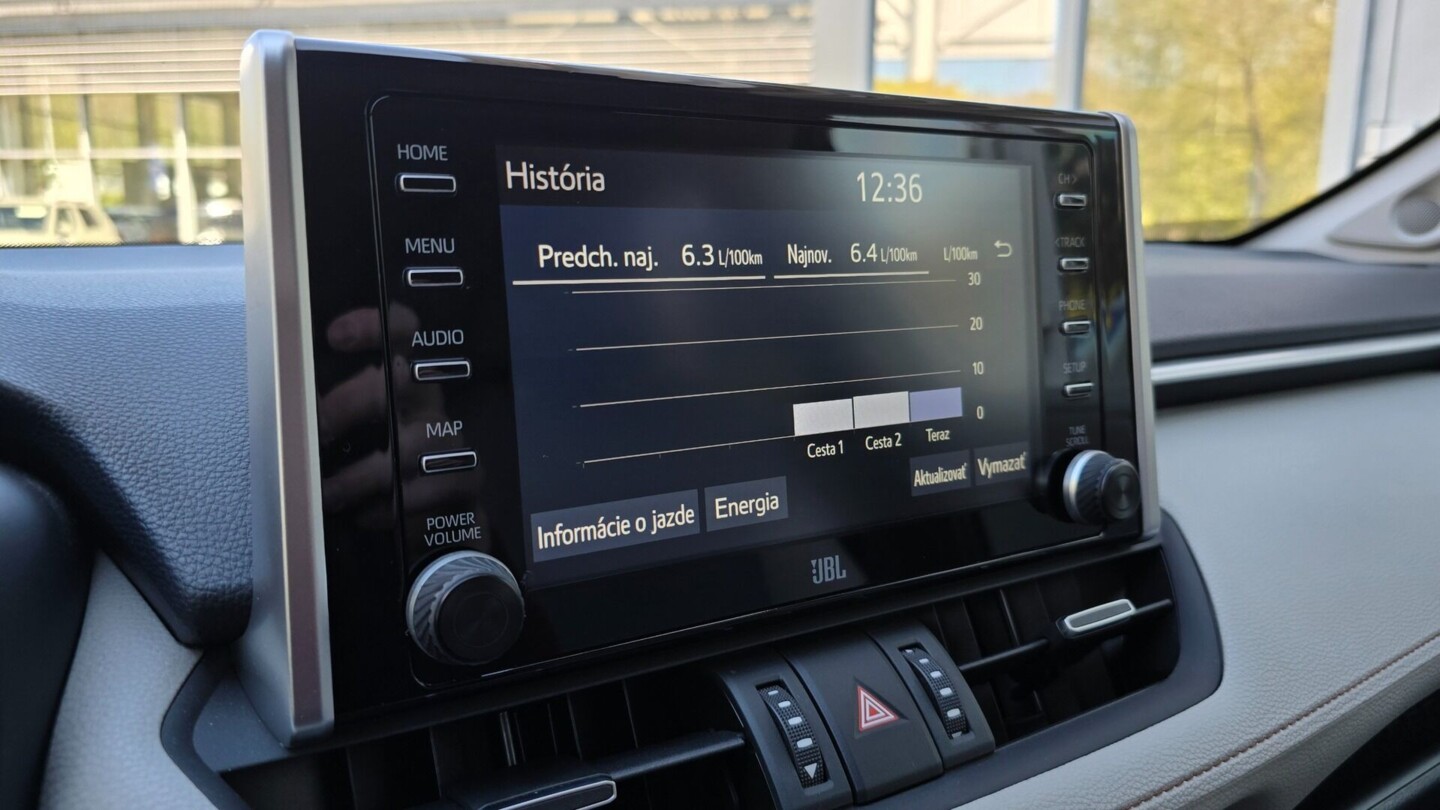 HOME
MENU
AUDIO
MAP
POWER
VOLUME
História 12:36
Predch. naj. 6.3 L/100km Najnov. 6.4 L/100km L/100km
30
20
10
0
Cesta 1 Cesta 2 Teraz
Aktualizovať Vymazať
Informácie o jazde Energia
JBL
CH >
<TRACK
PHONE
SETUP
TUNE
SCROLL